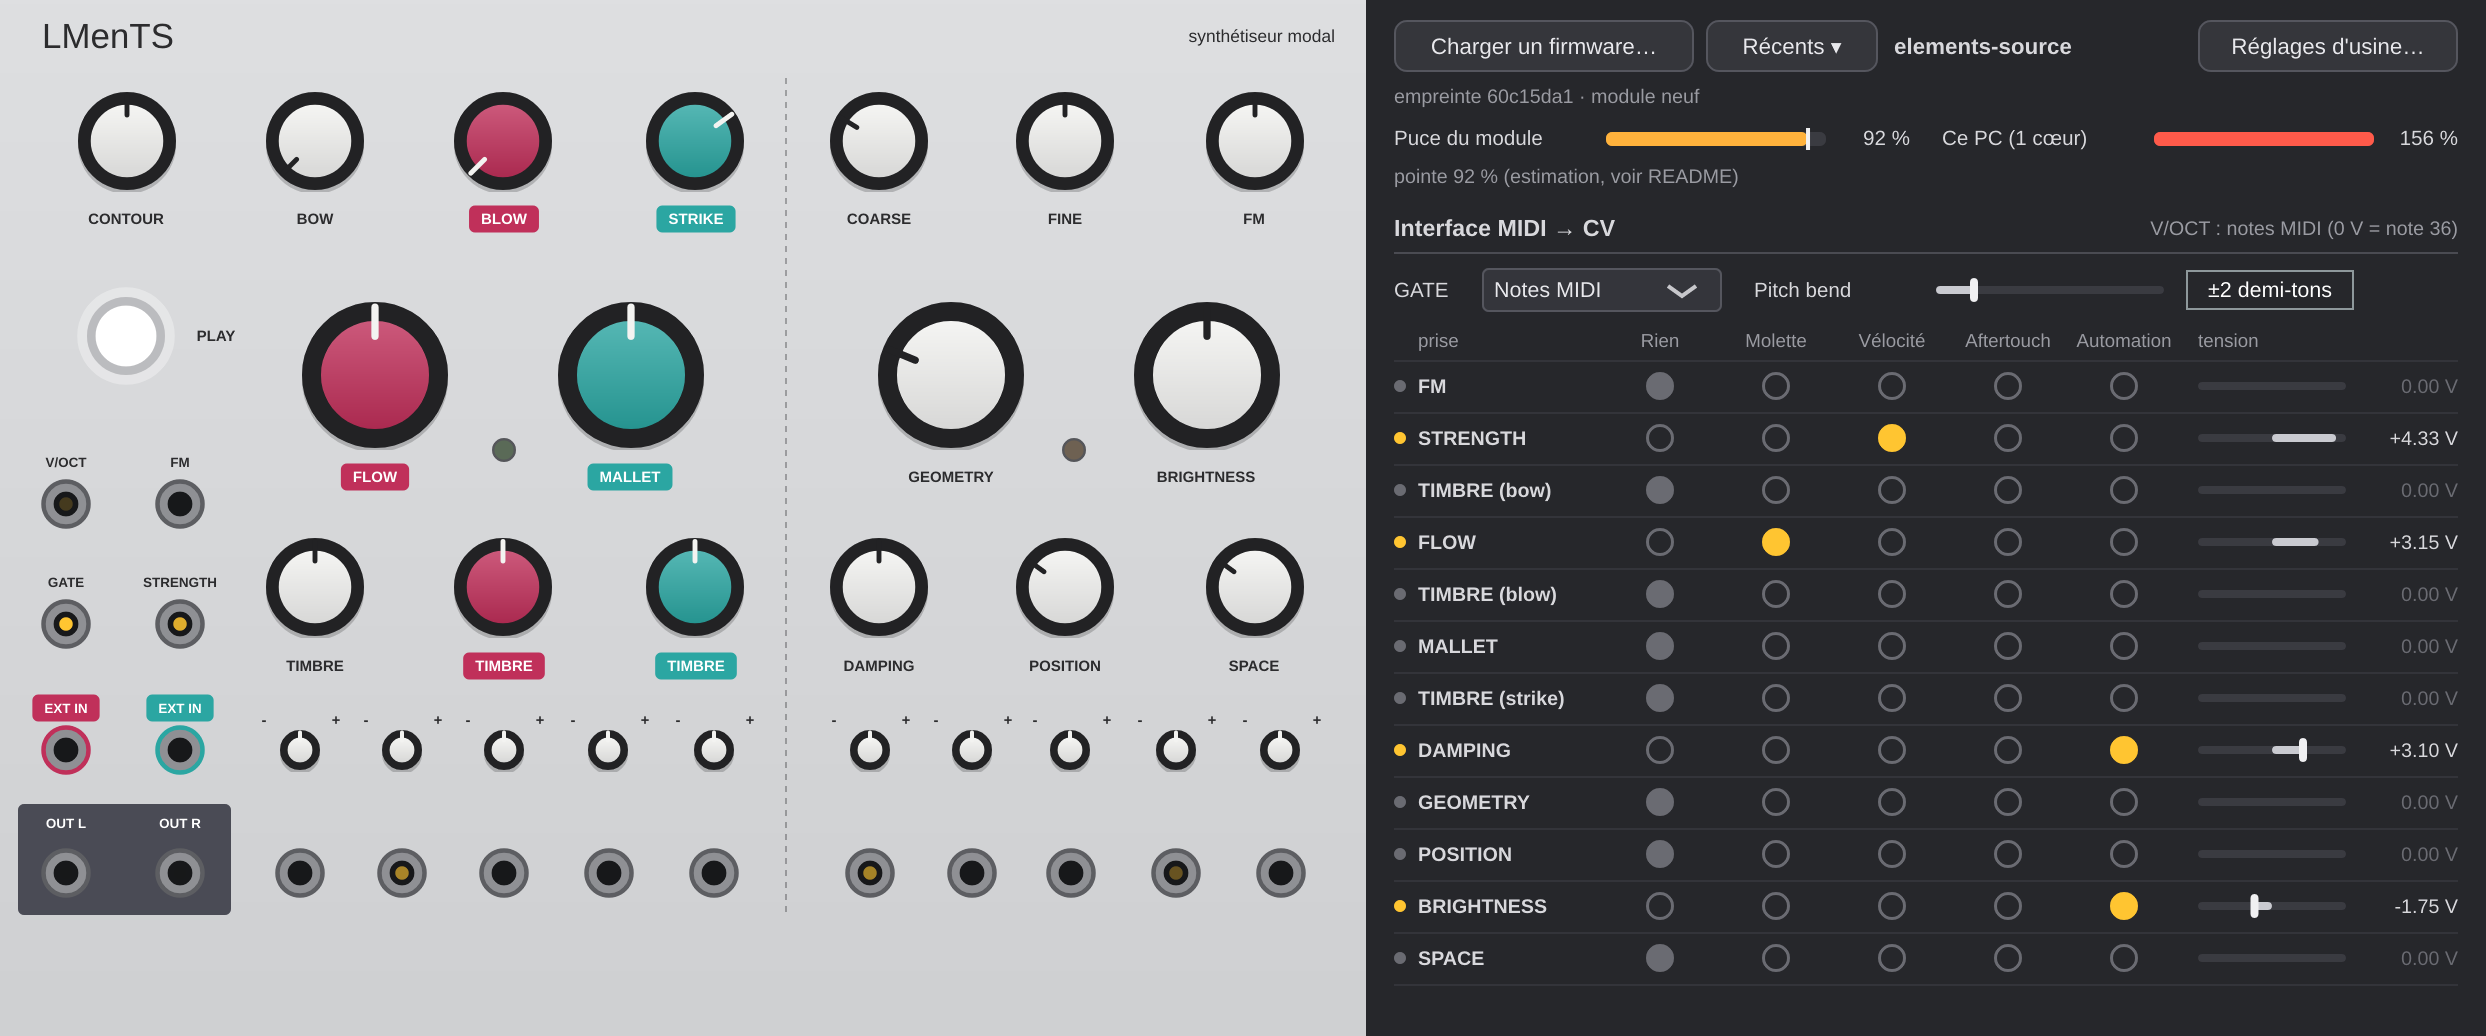 LMenTS
synthétiseur modal
CONTOUR
BOW
BLOW
STRIKE
COARSE
FINE
FM
PLAY
FLOW
MALLET
GEOMETRY
BRIGHTNESS
V/OCT
FM
GATE
STRENGTH
TIMBRE
TIMBRE
TIMBRE
DAMPING
POSITION
SPACE
EXT IN
EXT IN
- + - + - + - + - + - + - + - + - + - +
OUT L
OUT R
Charger un firmware… Récents ▾ elements-source Réglages d'usine…
empreinte 60c15da1 · module neuf
Puce du module 92 % Ce PC (1 cœur) 156 %
pointe 92 % (estimation, voir README)
Interface MIDI → CV V/OCT : notes MIDI (0 V = note 36)
GATE Notes MIDI Pitch bend ±2 demi-tons
prise Rien Molette Vélocité Aftertouch Automation tension
FM 0.00 V
STRENGTH +4.33 V
TIMBRE (bow) 0.00 V
FLOW +3.15 V
TIMBRE (blow) 0.00 V
MALLET 0.00 V
TIMBRE (strike) 0.00 V
DAMPING +3.10 V
GEOMETRY 0.00 V
POSITION 0.00 V
BRIGHTNESS -1.75 V
SPACE 0.00 V